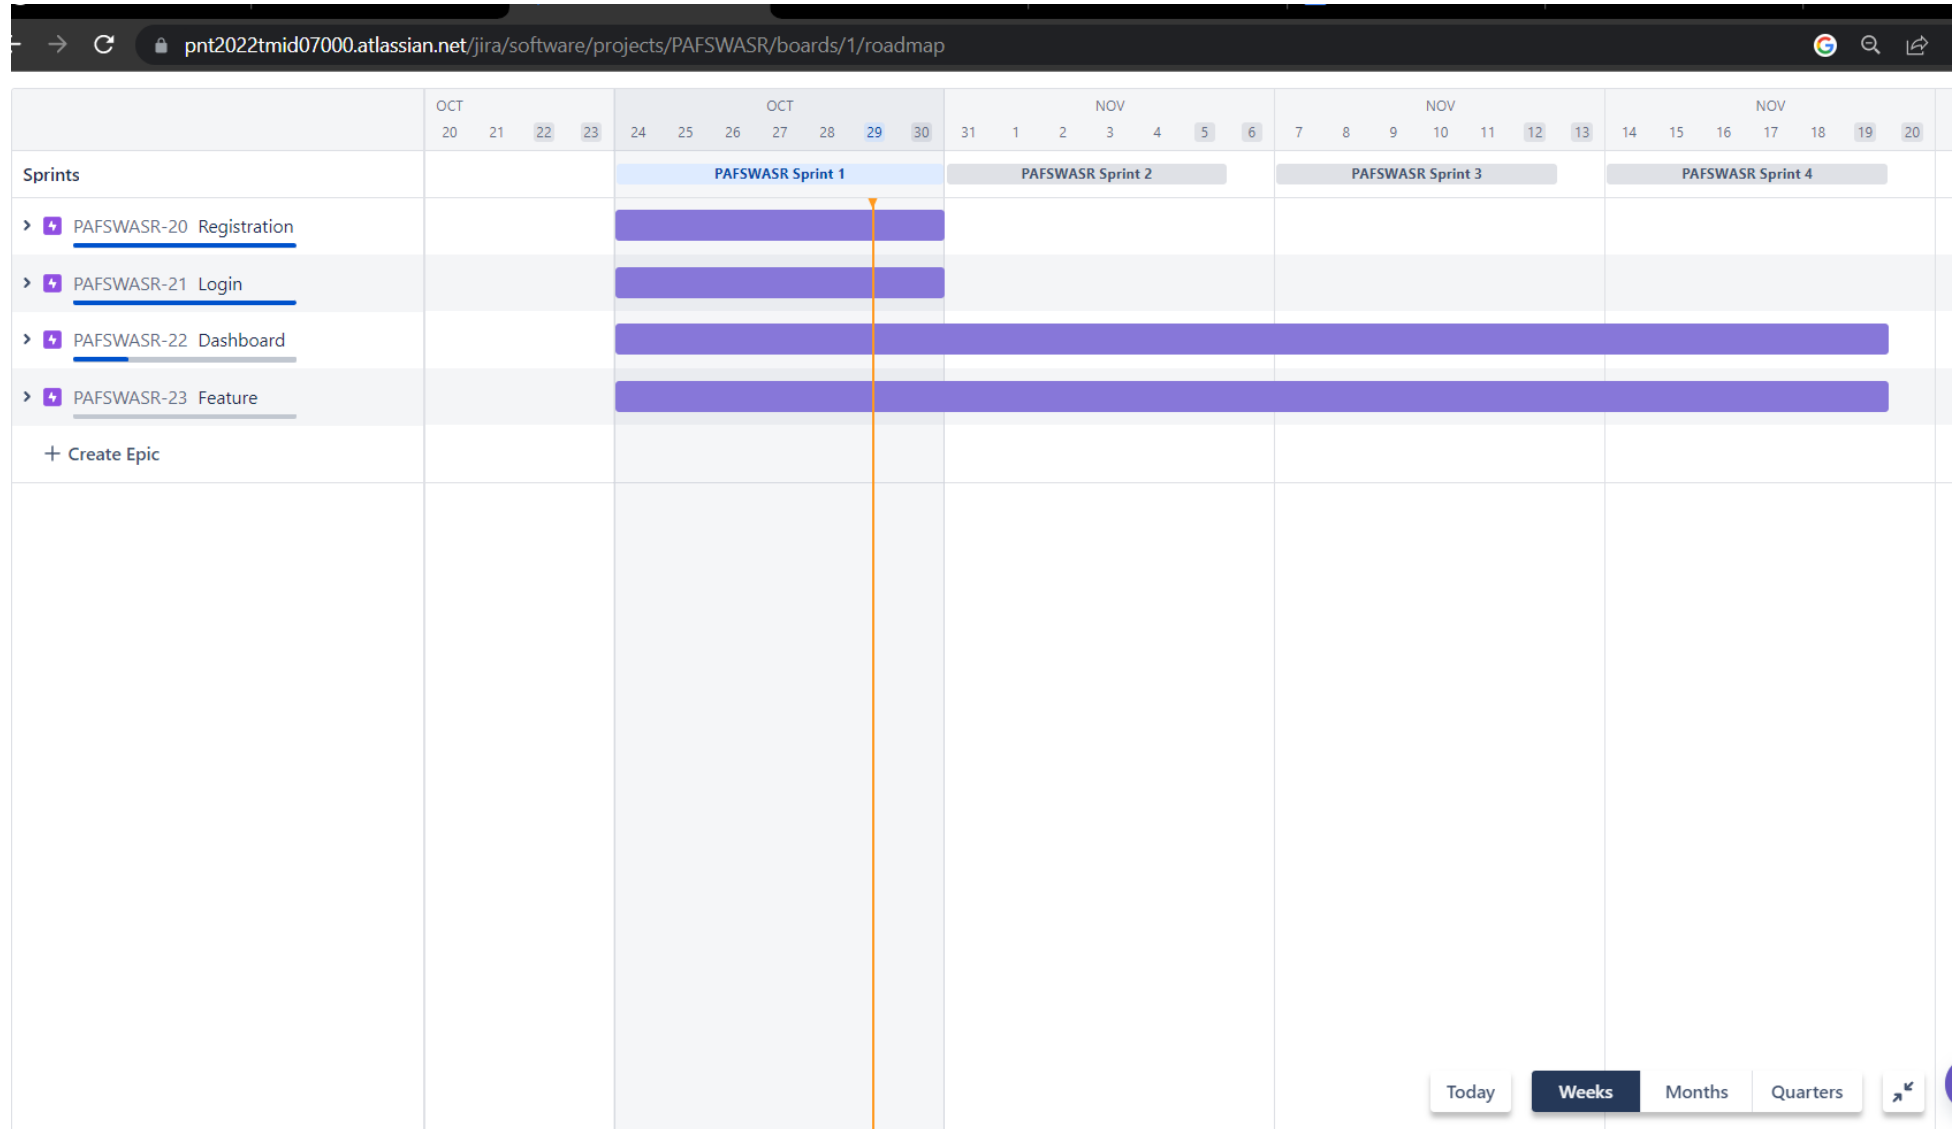 pnt2022tmid07000.atlassian.net/jira/software/projects/PAFSWASR/boards/1/roadmap
OCT OCT NOV NOV NOV
20 21 22 23 24 25 26 27 28 29 30 31 1 2 3 4 5 6 7 8 9 10 11 12 13 14 15 16 17 18 19 20
Sprints PAFSWASR Sprint 1 PAFSWASR Sprint 2 PAFSWASR Sprint 3 PAFSWASR Sprint 4
PAFSWASR-20 Registration
PAFSWASR-21 Login
PAFSWASR-22 Dashboard
PAFSWASR-23 Feature
+ Create Epic
Today Weeks Months Quarters